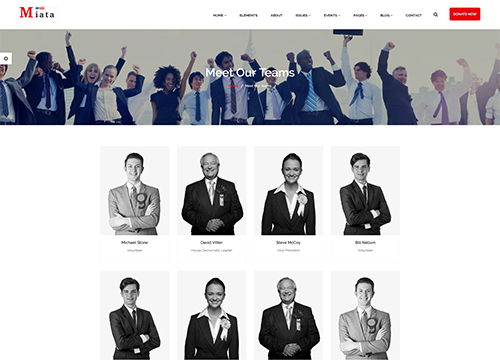 Miata
HOME ELEMENTS ABOUT ISSUES EVENTS PAGES BLOG CONTACT DONATE NOW
Meet Our Teams
/ Meet Our Teams
Michael Stone
Volunteer
David Villar
House Democratic Leader
Steve McCoy
Vice President
Bill Nelson
Volunteer